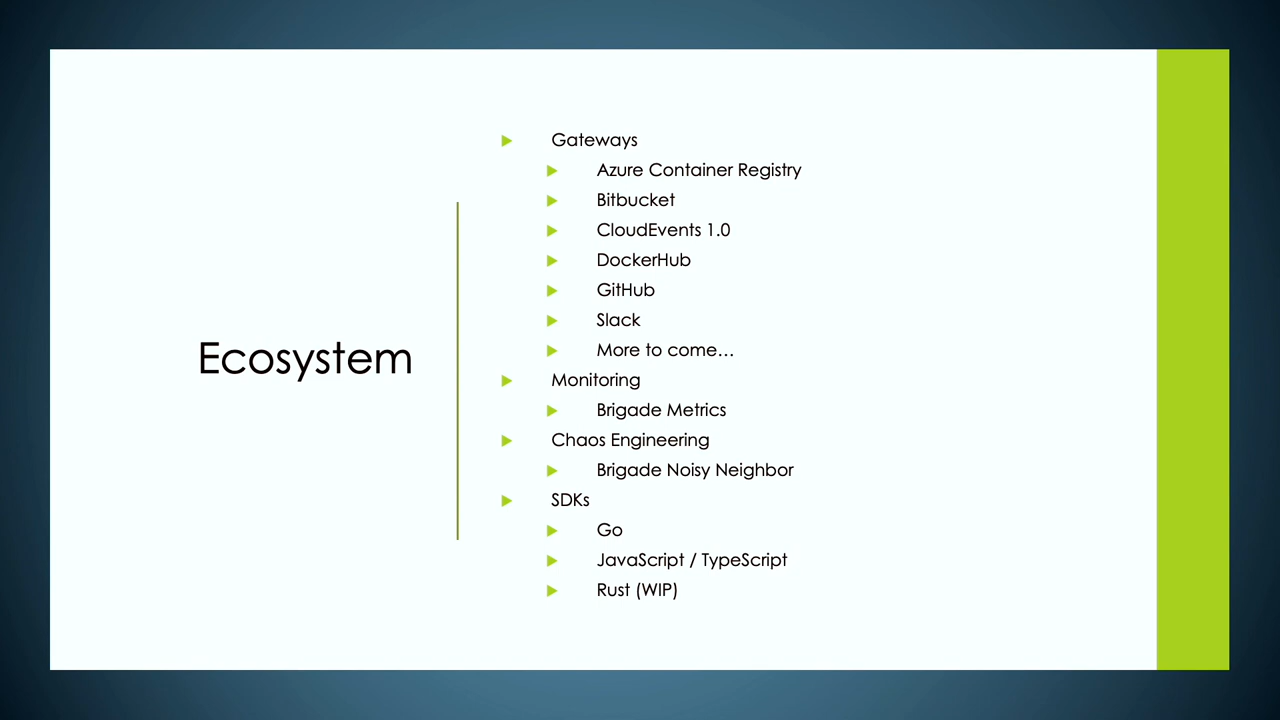 Ecosystem
Gateways
Azure Container Registry
Bitbucket
CloudEvents 1.0
DockerHub
GitHub
Slack
More to come…
Monitoring
Brigade Metrics
Chaos Engineering
Brigade Noisy Neighbor
SDKs
Go
JavaScript / TypeScript
Rust (WIP)